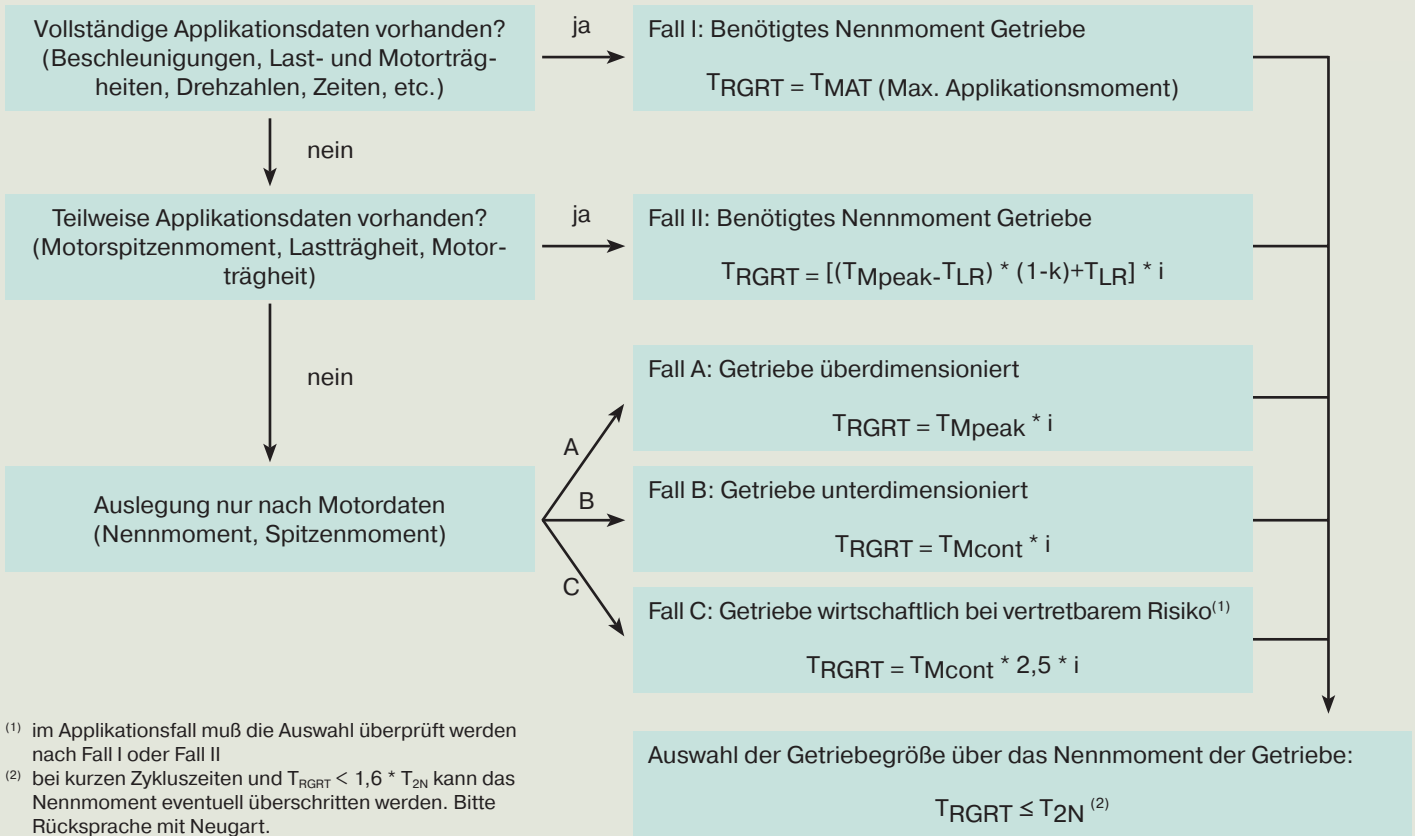 Vollständige Applikationsdaten vorhanden?
(Beschleunigungen, Last- und Motorträg-
heiten, Drehzahlen, Zeiten, etc.)
ja
Fall I: Benötigtes Nennmoment Getriebe
TRGRT = TMAT (Max. Applikationsmoment)
nein
Teilweise Applikationsdaten vorhanden?
(Motorspitzenmoment, Lastträgheit, Motor-
trägheit)
ja
Fall II: Benötigtes Nennmoment Getriebe
TRGRT = [(TMpeak-TLR) * (1-k)+TLR] * i
nein
Auslegung nur nach Motordaten
(Nennmoment, Spitzenmoment)
A
Fall A: Getriebe überdimensioniert
TRGRT = TMpeak * i
B
Fall B: Getriebe unterdimensioniert
TRGRT = TMcont * i
C
Fall C: Getriebe wirtschaftlich bei vertretbarem Risiko(1)
TRGRT = TMcont * 2,5 * i
(1) im Applikationsfall muß die Auswahl überprüft werden
nach Fall I oder Fall II
(2) bei kurzen Zykluszeiten und TRGRT < 1,6 * T2N kann das
Nennmoment eventuell überschritten werden. Bitte
Rücksprache mit Neugart.
Auswahl der Getriebegröße über das Nennmoment der Getriebe:
TRGRT ≤ T2N (2)